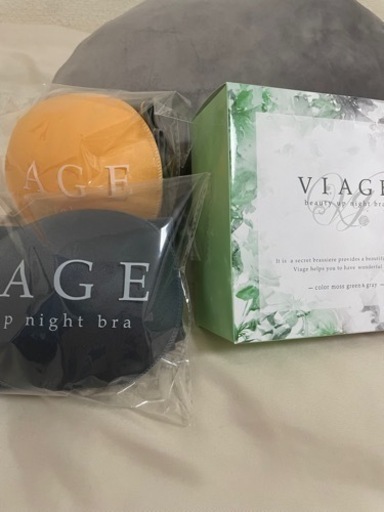 AGE
AGE
p night bra
VIAGE
beauty up night bra
It is a secret brassiere provides a beautiful
Viage helps you to have wonderful
— color moss green & gray —